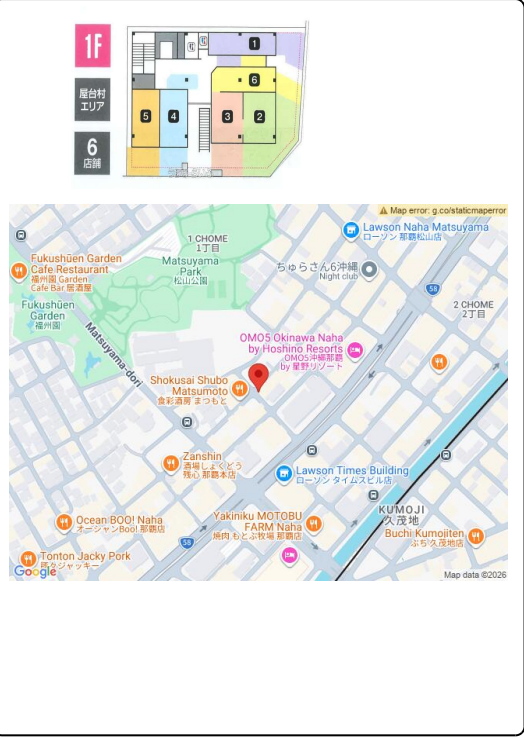 1F
屋台村
エリア
6
店舗
1
6
5
4
3
2
Map error: g.co/staticmaperror
Lawson Naha Matsuyama
ローソン 那覇松山店
1 CHOME
1丁目
Matsuyama
Park
松山公園
ちゅらさん6沖縄
Night club
Fukushūen Garden
Cafe Restaurant
福州園 Garden
Cafe Bar 居酒屋
Fukushūen
Garden
福州園
58
2 CHOME
2丁目
Matsuyama-dori
OMO5 Okinawa Naha
by Hoshino Resorts
OMO5沖縄那覇
by 星野リゾート
Shokusai Shubo
Matsumoto
食彩酒房 まつもと
Zanshin
酒場しょくどう
残心 那覇本店
Lawson Times Building
ローソン タイムスビル店
KUMOJI
久茂地
Ocean BOO! Naha
オーシャンBoo! 那覇店
Yakiniku MOTOBU
FARM Naha
焼肉 もとぶ牧場 那覇店
Buchi Kumojiten
ぶち 久茂地店
58
Tonton Jacky Pork
Google
Map data ©2026